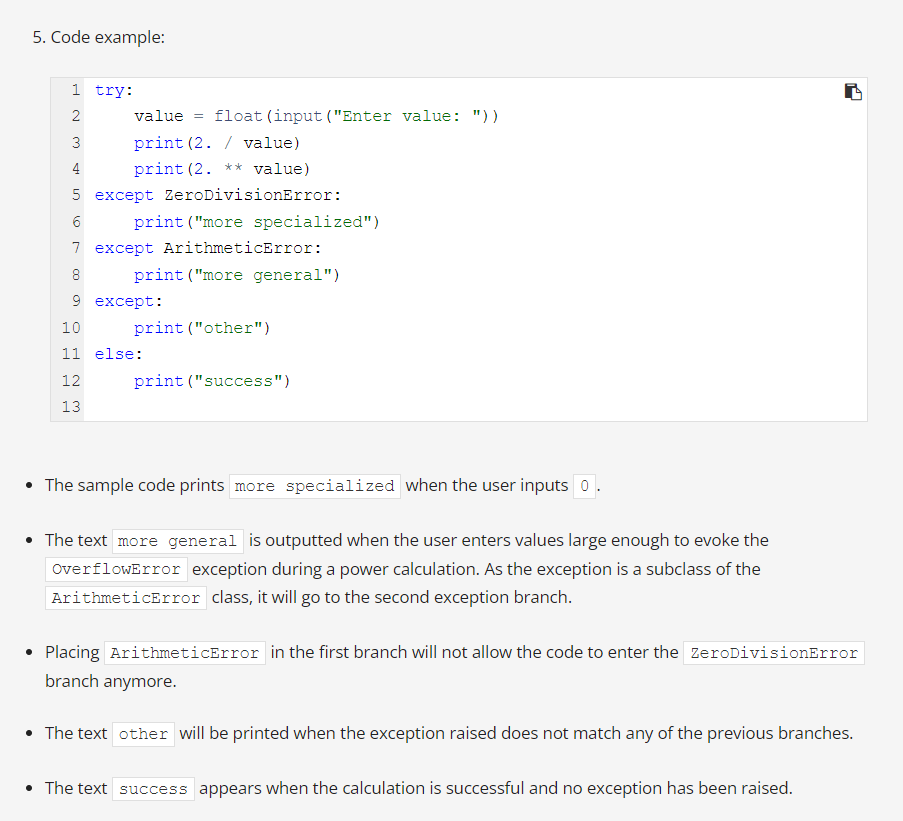 5. Code example:
1 try:
2     value = float(input("Enter value: "))
3     print(2. / value)
4     print(2. ** value)
5 except ZeroDivisionError:
6     print("more specialized")
7 except ArithmeticError:
8     print("more general")
9 except:
10     print("other")
11 else:
12     print("success")
13
• The sample code prints more specialized when the user inputs 0.
• The text more general is outputted when the user enters values large enough to evoke the
OverflowError exception during a power calculation. As the exception is a subclass of the
ArithmeticError class, it will go to the second exception branch.
• Placing ArithmeticError in the first branch will not allow the code to enter the ZeroDivisionError
branch anymore.
• The text other will be printed when the exception raised does not match any of the previous branches.
• The text success appears when the calculation is successful and no exception has been raised.